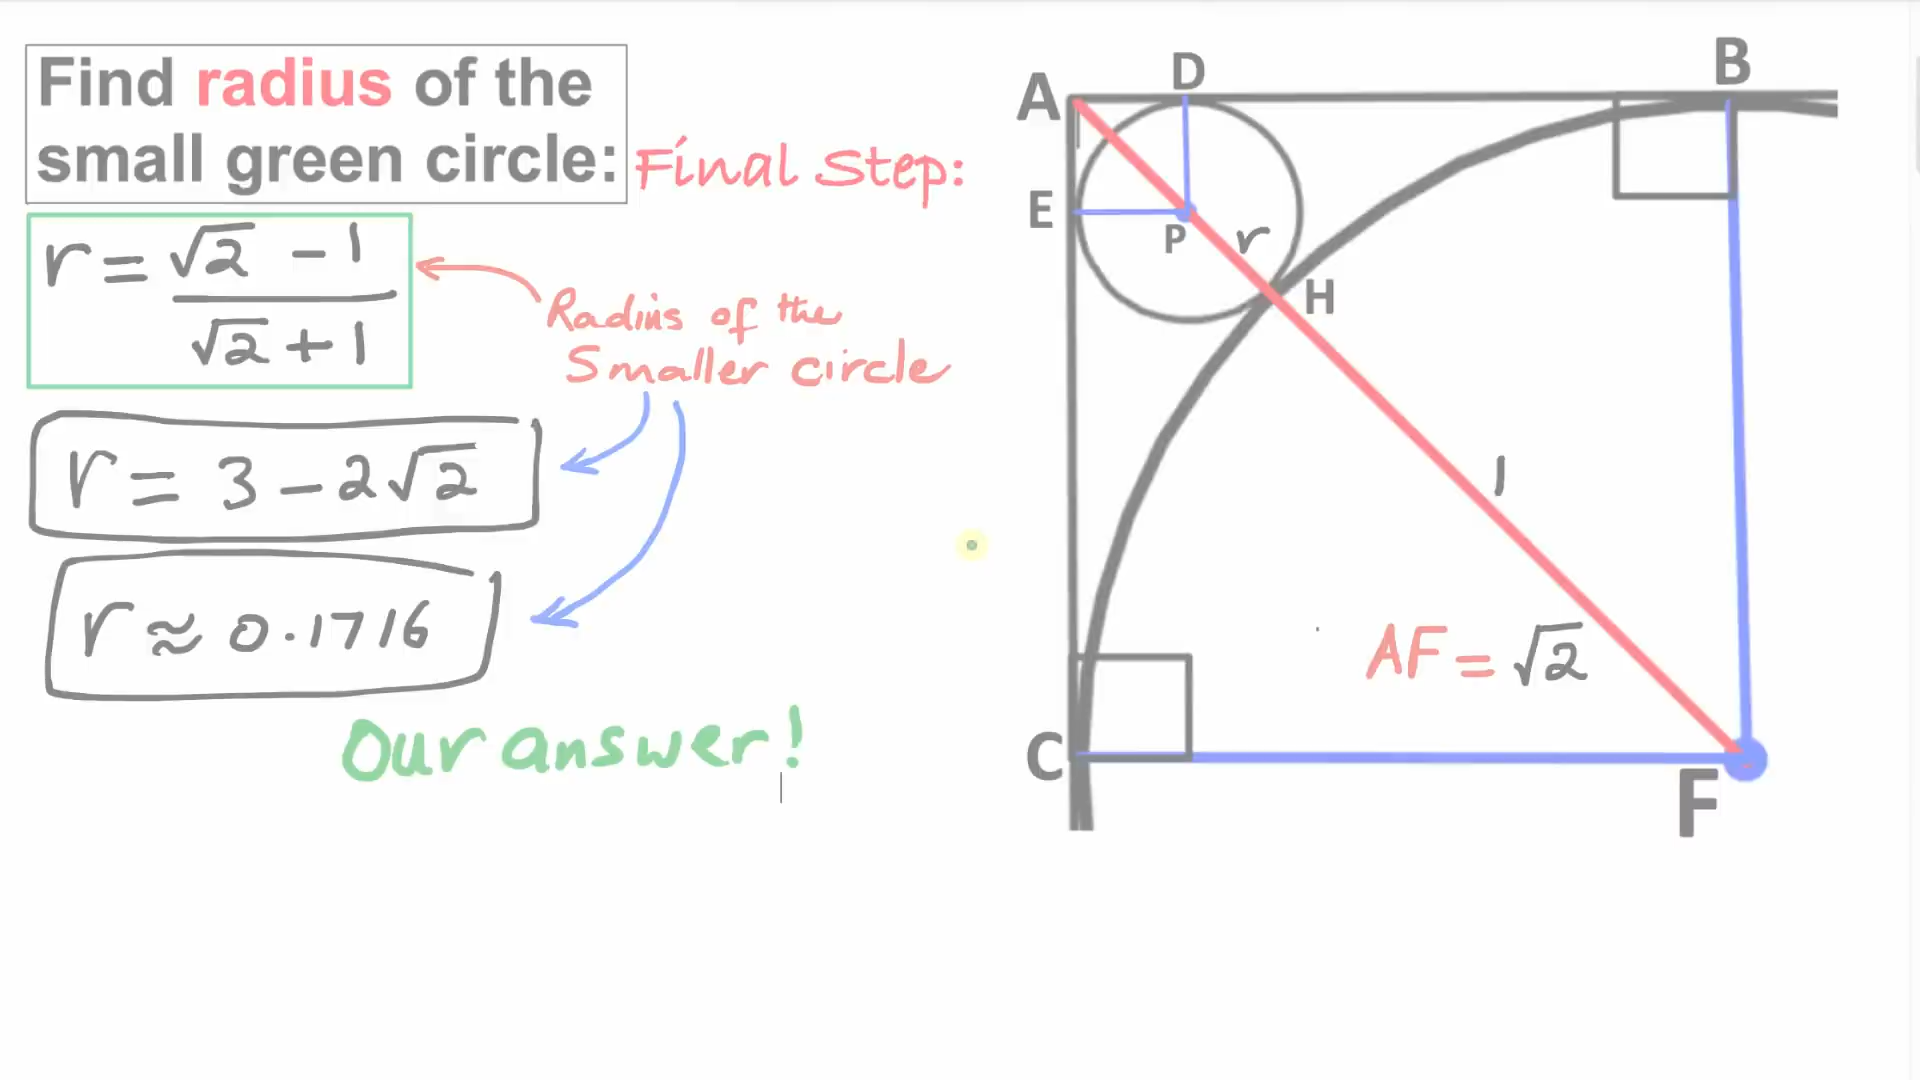 Find radius of the
small green circle:
Final Step:
r = √2 - 1
√2 + 1
Radius of the
Smaller circle
r = 3 - 2√2
r ≈ 0.1716
Our answer!
A
D
B
E
P
r
H
1
AF = √2
C
F